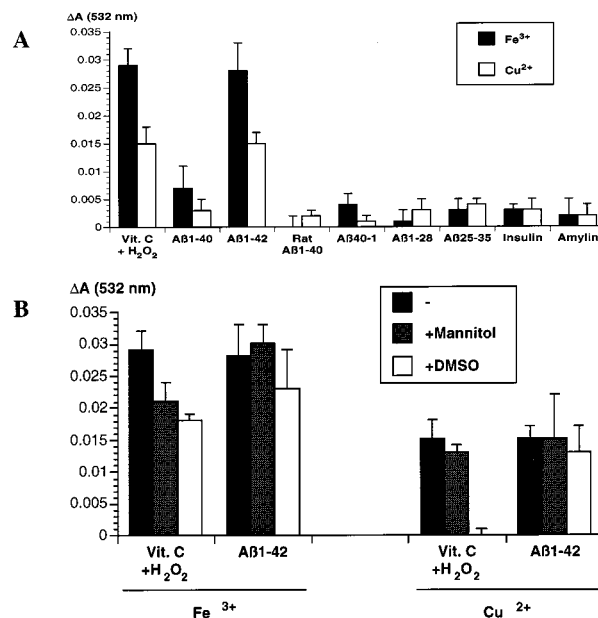 A
ΔA (532 nm)
0.035
0.03
0.025
0.02
0.015
0.01
0.005
0
Fe3+
Cu2+
Vit. C
+ H2O2
Aß1-40
Aß1-42
Rat
Aß1-40
Aß40-1
Aß1-28
Aß25-35
Insulin
Amylin
B
ΔA (532 nm)
0.035
0.03
0.025
0.02
0.015
0.01
0.005
0
-
+Mannitol
+DMSO
Vit. C
+H2O2
Aß1-42
Vit. C
+H2O2
Aß1-42
Fe 3+
Cu 2+